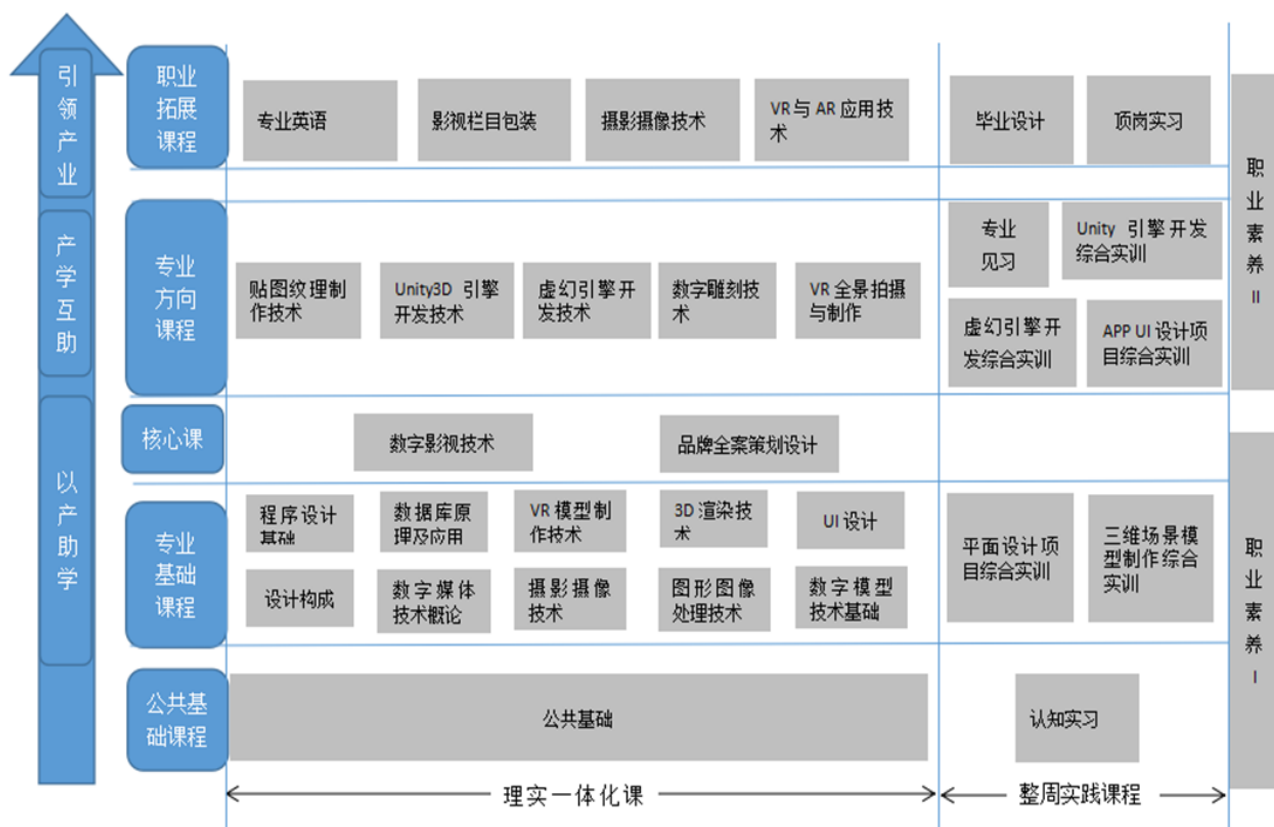 引领产业
职业
拓展
课程
专业英语
影视栏目包装
摄影摄像技术
VR与AR应用技
术
毕业设计
顶岗实习
产学互助
专业
方向
课程
贴图纹理制
作技术
Unity3D 引擎
开发技术
虚幻引擎开
发技术
数字雕刻技
术
VR全景拍摄
与制作
专业
见习
Unity 引擎开发
综合实训
虚幻引擎开
发综合实训
APP UI设计项
目综合实训
职业素养 II
核心课
数字影视技术
品牌全案策划设计
以产助学
专业
基础
课程
程序设计
基础
数据库原
理及应用
VR模型制
作技术
3D渲染技
术
UI设计
设计构成
数字媒体
技术概论
摄影摄像
技术
图形图像
处理技术
数字模型
技术基础
平面设计项
目综合实训
三维场景模
型制作综合
实训
职业素养 I
公共基
础课程
公共基础
认知实习
理实一体化课
整周实践课程